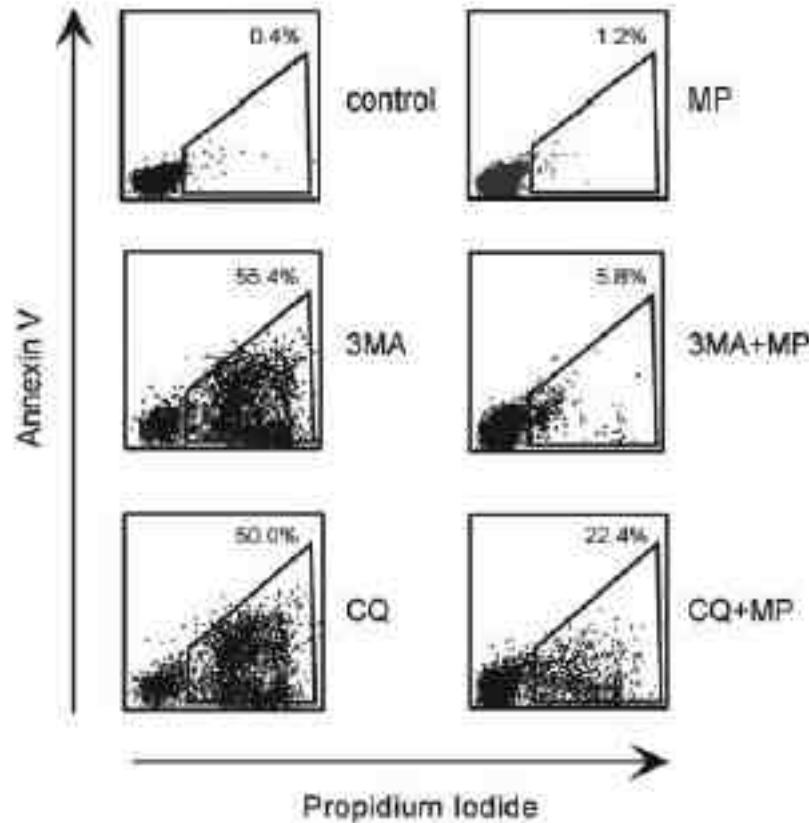 0.4%
control
1.2%
MP
3MA
5.8%
3MA+MP
50.0%
CQ
22.4%
CQ+MP
Annexin V
Propidium Iodide